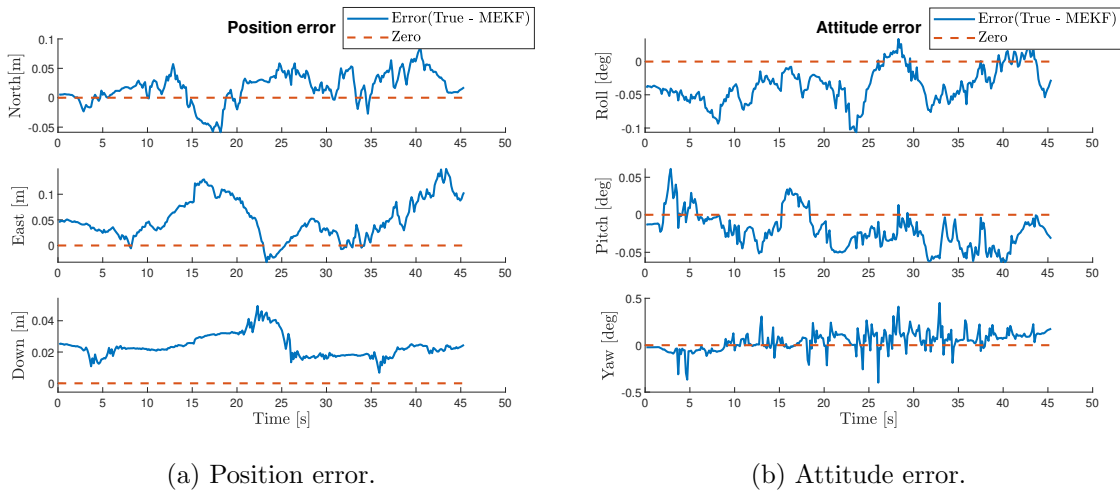 Position error
Error(True - MEKF)
Zero
North[m]
0.1
0.05
0
-0.05
0 5 10 15 20 25 30 35 40 45 50
East [m]
0.1
0.05
0
0 5 10 15 20 25 30 35 40 45 50
Down [m]
0.04
0.02
0
0 5 10 15 20 25 30 35 40 45 50
Time [s]
(a) Position error.
Attitude error
Error(True - MEKF)
Zero
Roll [deg]
0
-0.05
-0.1
0 5 10 15 20 25 30 35 40 45 50
Pitch [deg]
0.05
0
-0.05
0 5 10 15 20 25 30 35 40 45 50
Yaw [deg]
0.5
0
-0.5
0 5 10 15 20 25 30 35 40 45 50
Time [s]
(b) Attitude error.